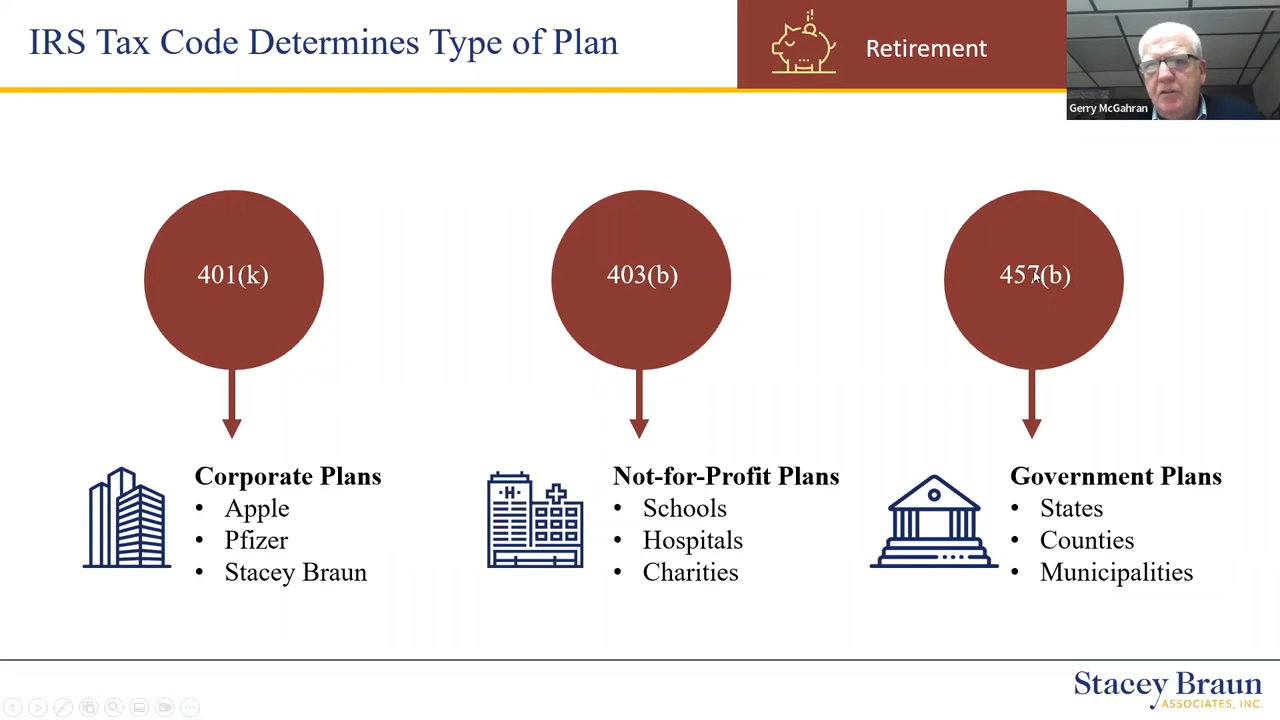 IRS Tax Code Determines Type of Plan
Retirement
Gerry McGahran
401(k)
403(b)
457(b)
Corporate Plans
• Apple
• Pfizer
• Stacey Braun
H
Not-for-Profit Plans
• Schools
• Hospitals
• Charities
Government Plans
• States
• Counties
• Municipalities
Stacey Braun
ASSOCIATES, INC.